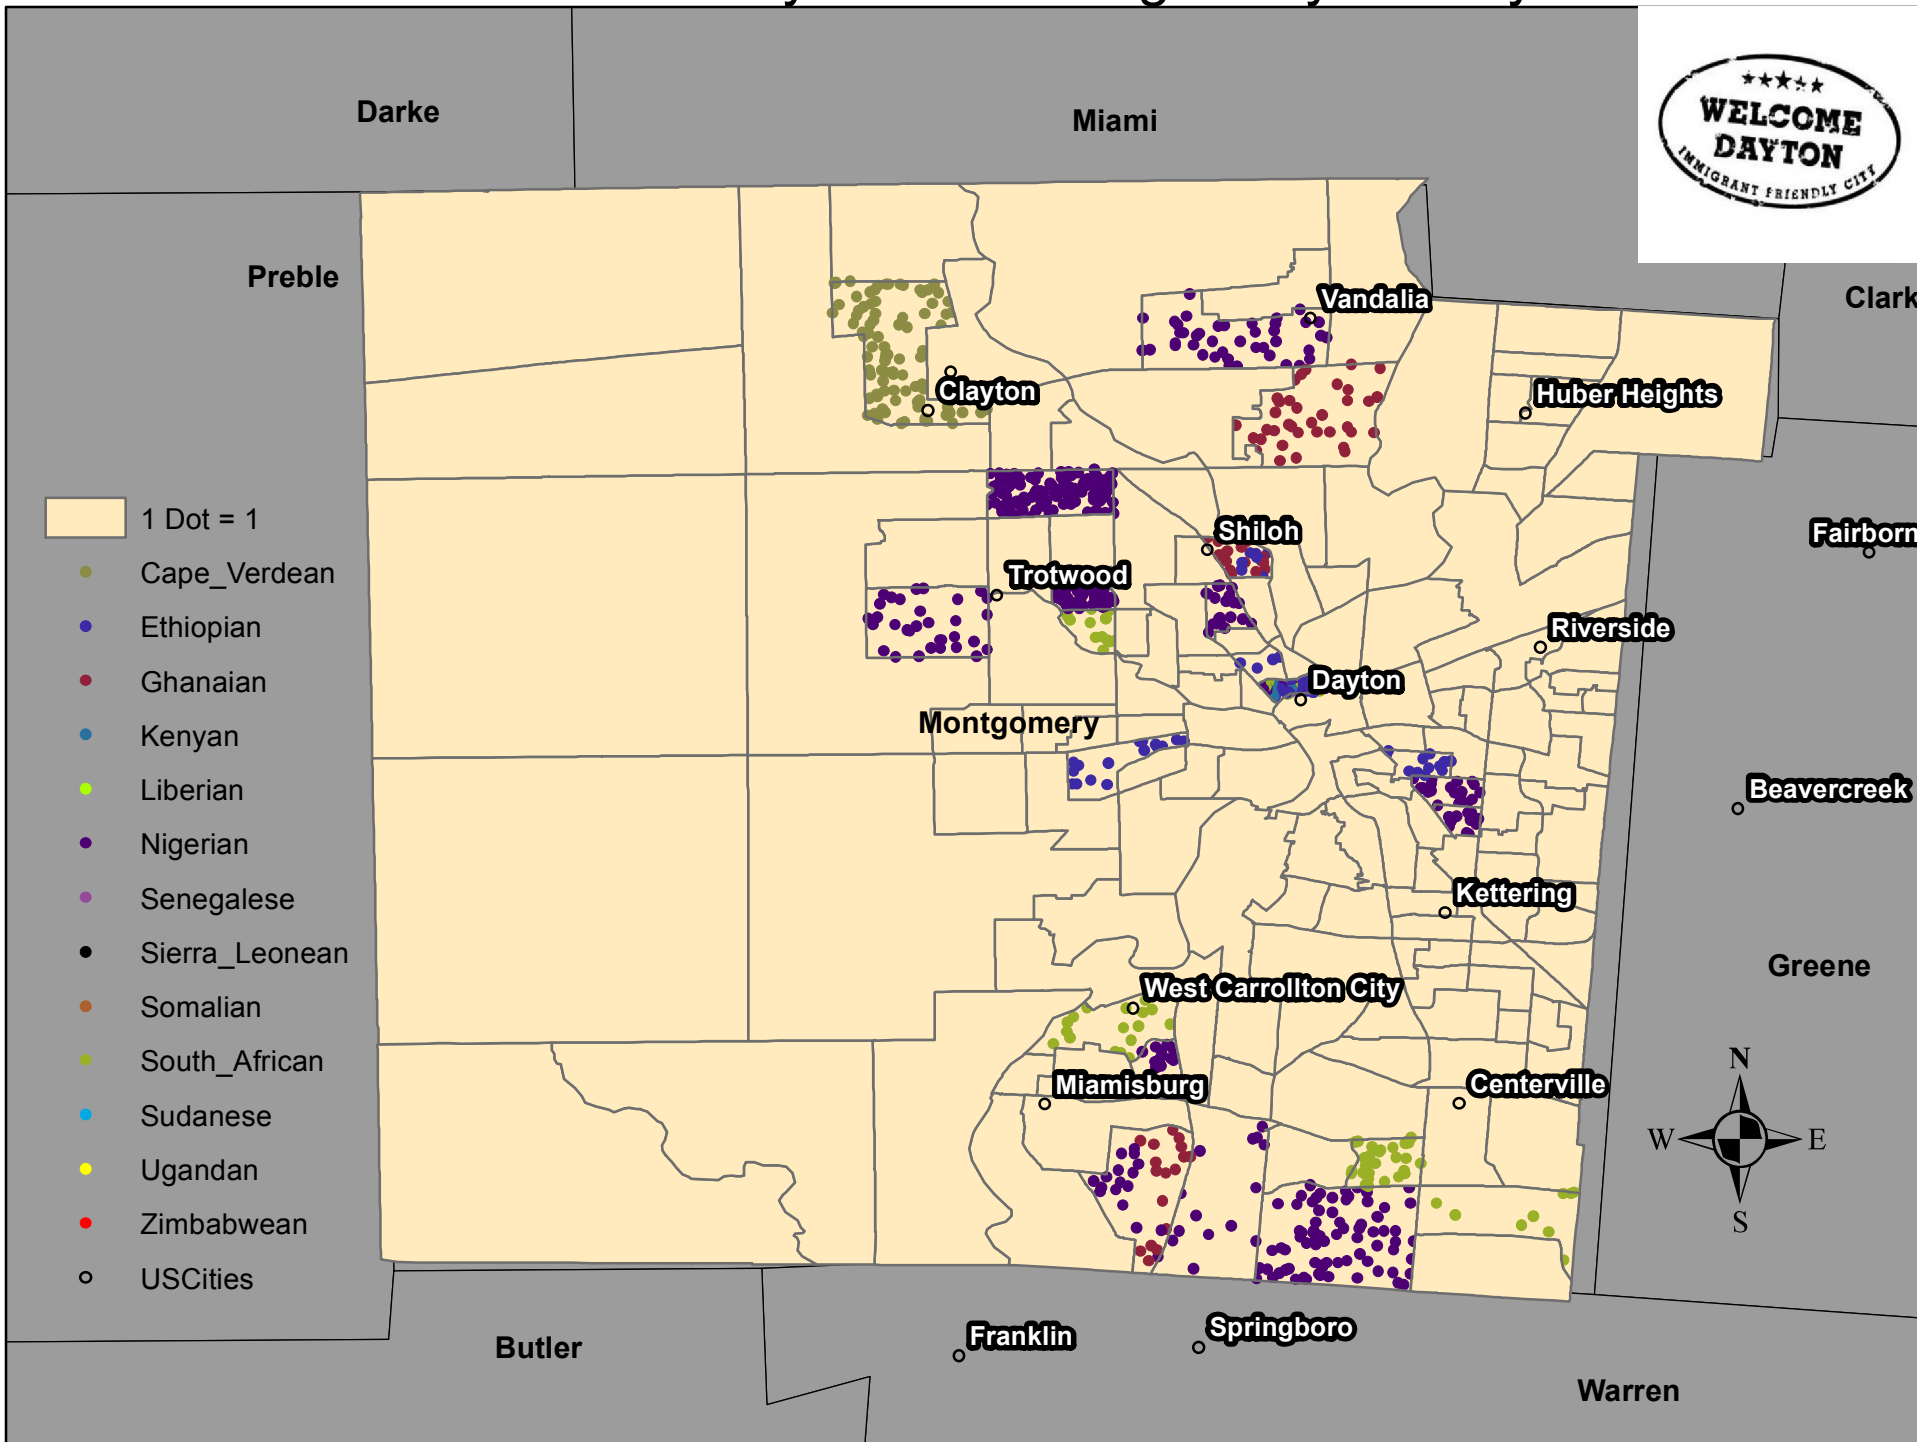 WELCOME
DAYTON
IMMIGRANT FRIENDLY CITY
Darke
Miami
Preble
Clark
Vandalia
Clayton
Huber Heights
Shiloh
Fairborn
Trotwood
Riverside
Dayton
Montgomery
Beavercreek
Kettering
Greene
West Carrollton City
Miamisburg
Centerville
Franklin
Springboro
Butler
Warren
1 Dot = 1
Cape_Verdean
Ethiopian
Ghanaian
Kenyan
Liberian
Nigerian
Senegalese
Sierra_Leonean
Somalian
South_African
Sudanese
Ugandan
Zimbabwean
USCities
N
W
E
S